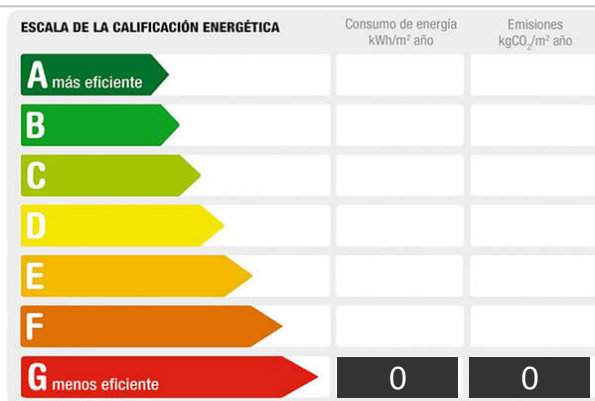 ESCALA DE LA CALIFICACIÓN ENERGÉTICA
Consumo de energía
kWh/m² año
Emisiones
kgCO₂/m² año
A más eficiente
B
C
D
E
F
G menos eficiente
0
0